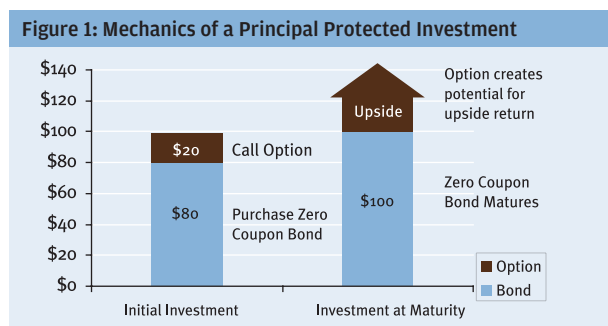 Figure 1: Mechanics of a Principal Protected Investment
$140
$120
$100
$80
$60
$40
$20
$0
$20
Call Option
$80
Purchase Zero
Coupon Bond
Upside
Option creates
potential for
upside return
$100
Zero Coupon
Bond Matures
Option
Bond
Initial Investment
Investment at Maturity